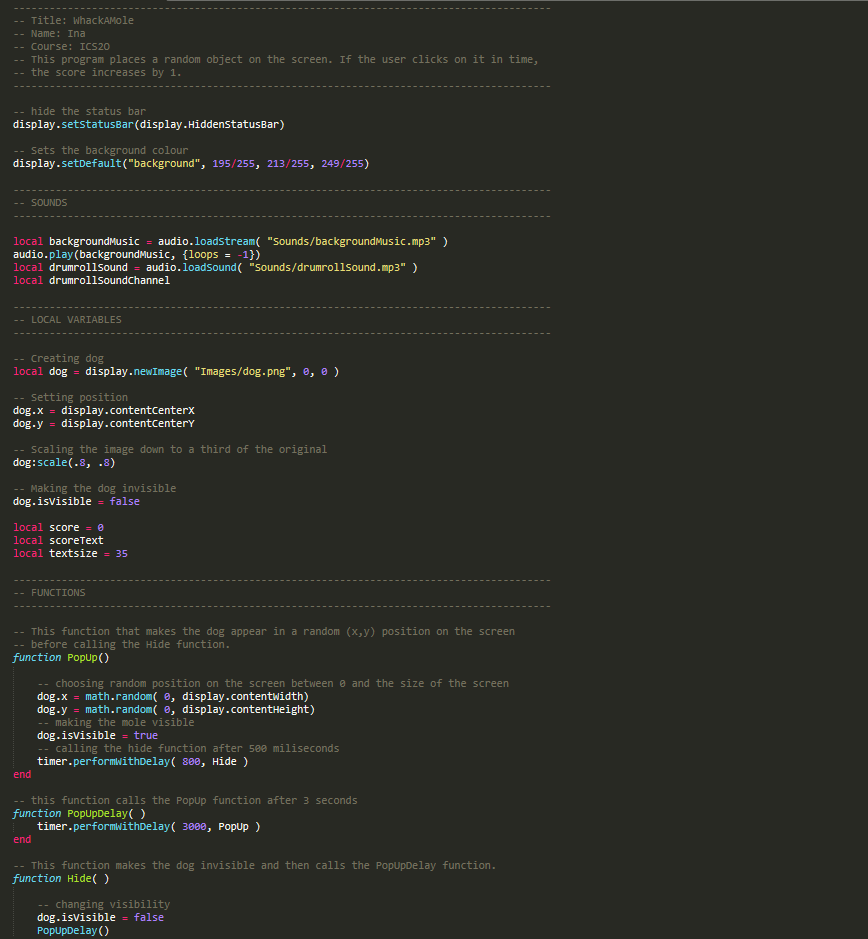 ------------------------------------------------------------------------------------------
-- Title: WhackAMole
-- Name: Ina
-- Course: ICS2O
-- This program places a random object on the screen. If the user clicks on it in time,
-- the score increases by 1.
------------------------------------------------------------------------------------------
-- hide the status bar
display.setStatusBar(display.HiddenStatusBar)
-- Sets the background colour
display.setDefault("background", 195/255, 213/255, 249/255)
------------------------------------------------------------------------------------------
-- SOUNDS
------------------------------------------------------------------------------------------
local backgroundMusic = audio.loadStream( "Sounds/backgroundMusic.mp3" )
audio.play(backgroundMusic, {loops = -1})
local drumrollSound = audio.loadSound( "Sounds/drumrollSound.mp3" )
local drumrollSoundChannel
------------------------------------------------------------------------------------------
-- LOCAL VARIABLES
------------------------------------------------------------------------------------------
-- Creating dog
local dog = display.newImage( "Images/dog.png", 0, 0 )
-- Setting position
dog.x = display.contentCenterX
dog.y = display.contentCenterY
-- Scaling the image down to a third of the original
dog:scale(.8, .8)
-- Making the dog invisible
dog.isVisible = false
local score = 0
local scoreText
local textsize = 35
------------------------------------------------------------------------------------------
-- FUNCTIONS
------------------------------------------------------------------------------------------
-- This function that makes the dog appear in a random (x,y) position on the screen
-- before calling the Hide function.
function PopUp()
    -- choosing random position on the screen between 0 and the size of the screen
    dog.x = math.random( 0, display.contentWidth)
    dog.y = math.random( 0, display.contentHeight)
    -- making the mole visible
    dog.isVisible = true
    -- calling the hide function after 500 miliseconds
    timer.performWithDelay( 800, Hide )
end
-- this function calls the PopUp function after 3 seconds
function PopUpDelay( )
    timer.performWithDelay( 3000, PopUp )
end
-- This function makes the dog invisible and then calls the PopUpDelay function.
function Hide( )
    -- changing visibility
    dog.isVisible = false
    PopUpDelay()